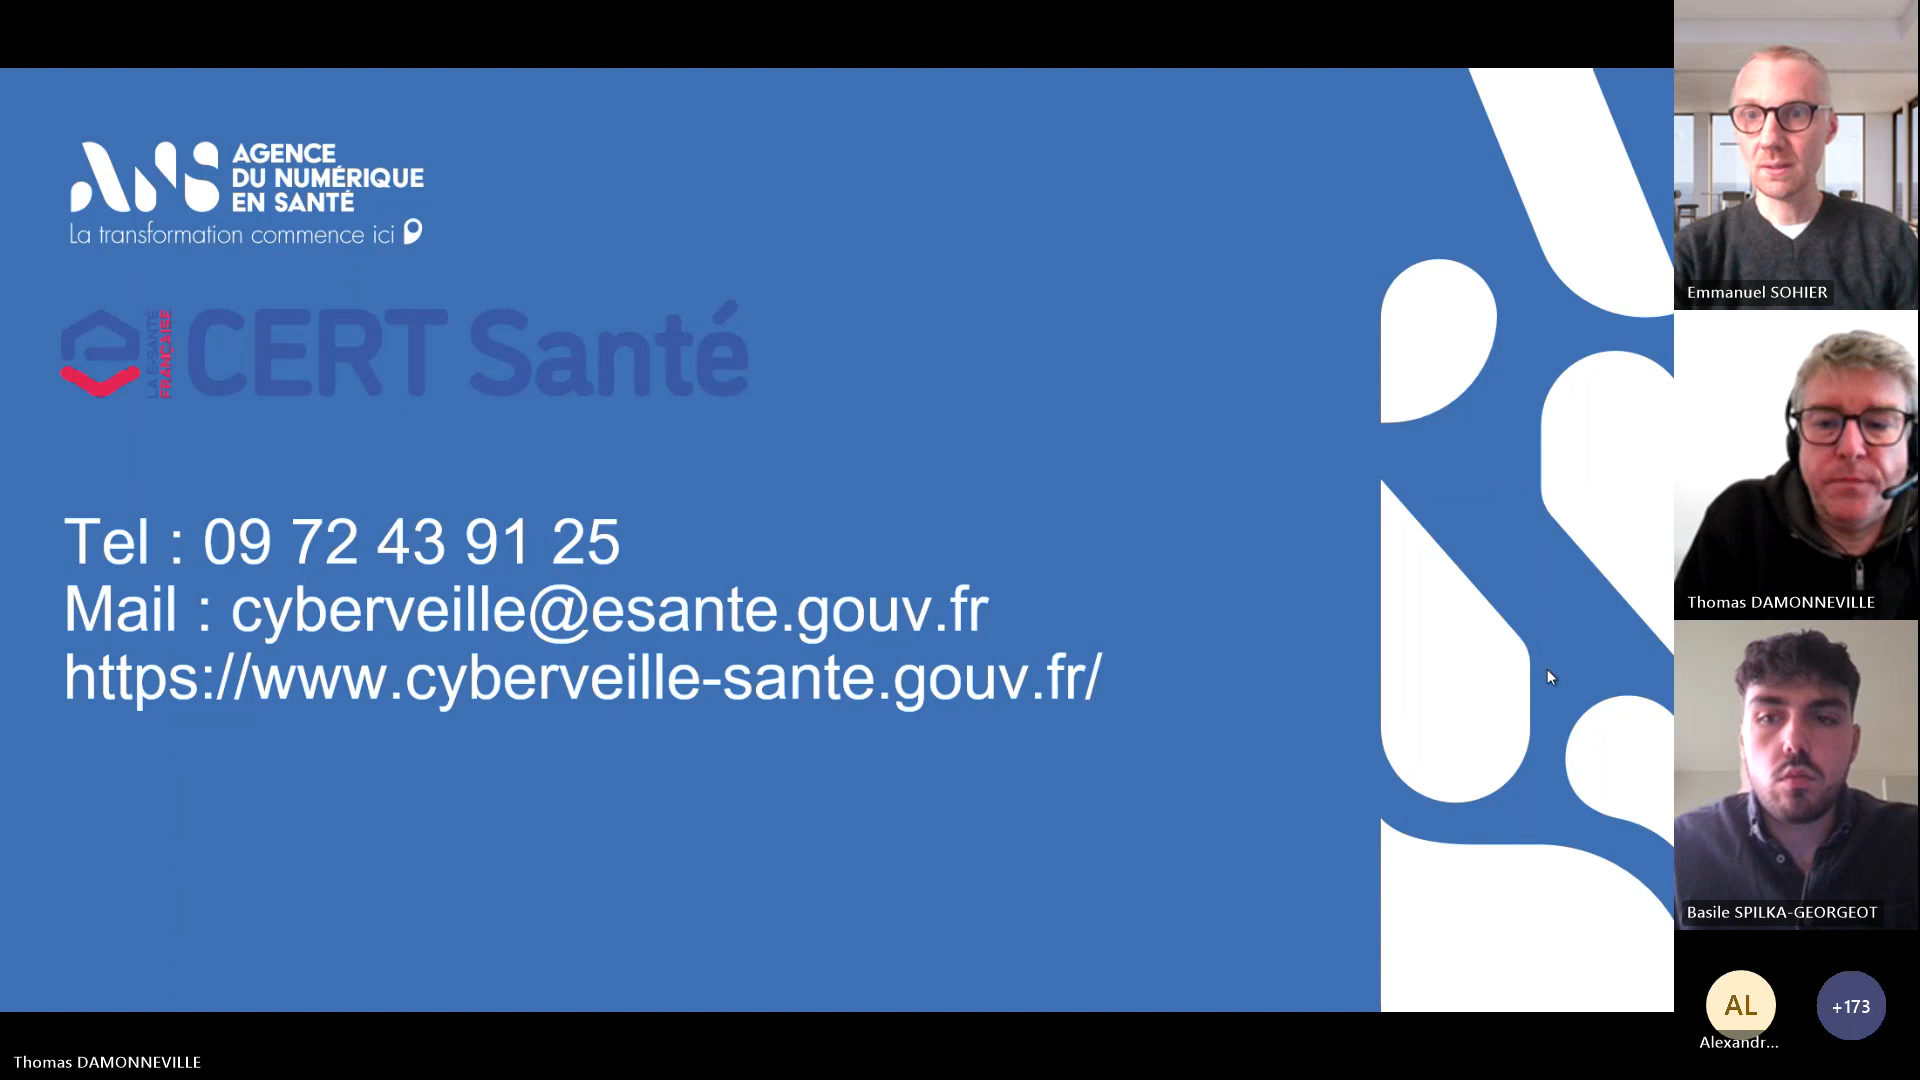 ANS
AGENCE
DU NUMÉRIQUE
EN SANTÉ
La transformation commence ici
LA E-SANTÉ
FRANÇAISE
CERT Santé
Tel : 09 72 43 91 25
Mail : cyberveille@esante.gouv.fr
https://www.cyberveille-sante.gouv.fr/
Emmanuel SOHIER
Thomas DAMONNEVILLE
Basile SPILKA-GEORGEOT
AL
Alexandr...
+173
Thomas DAMONNEVILLE